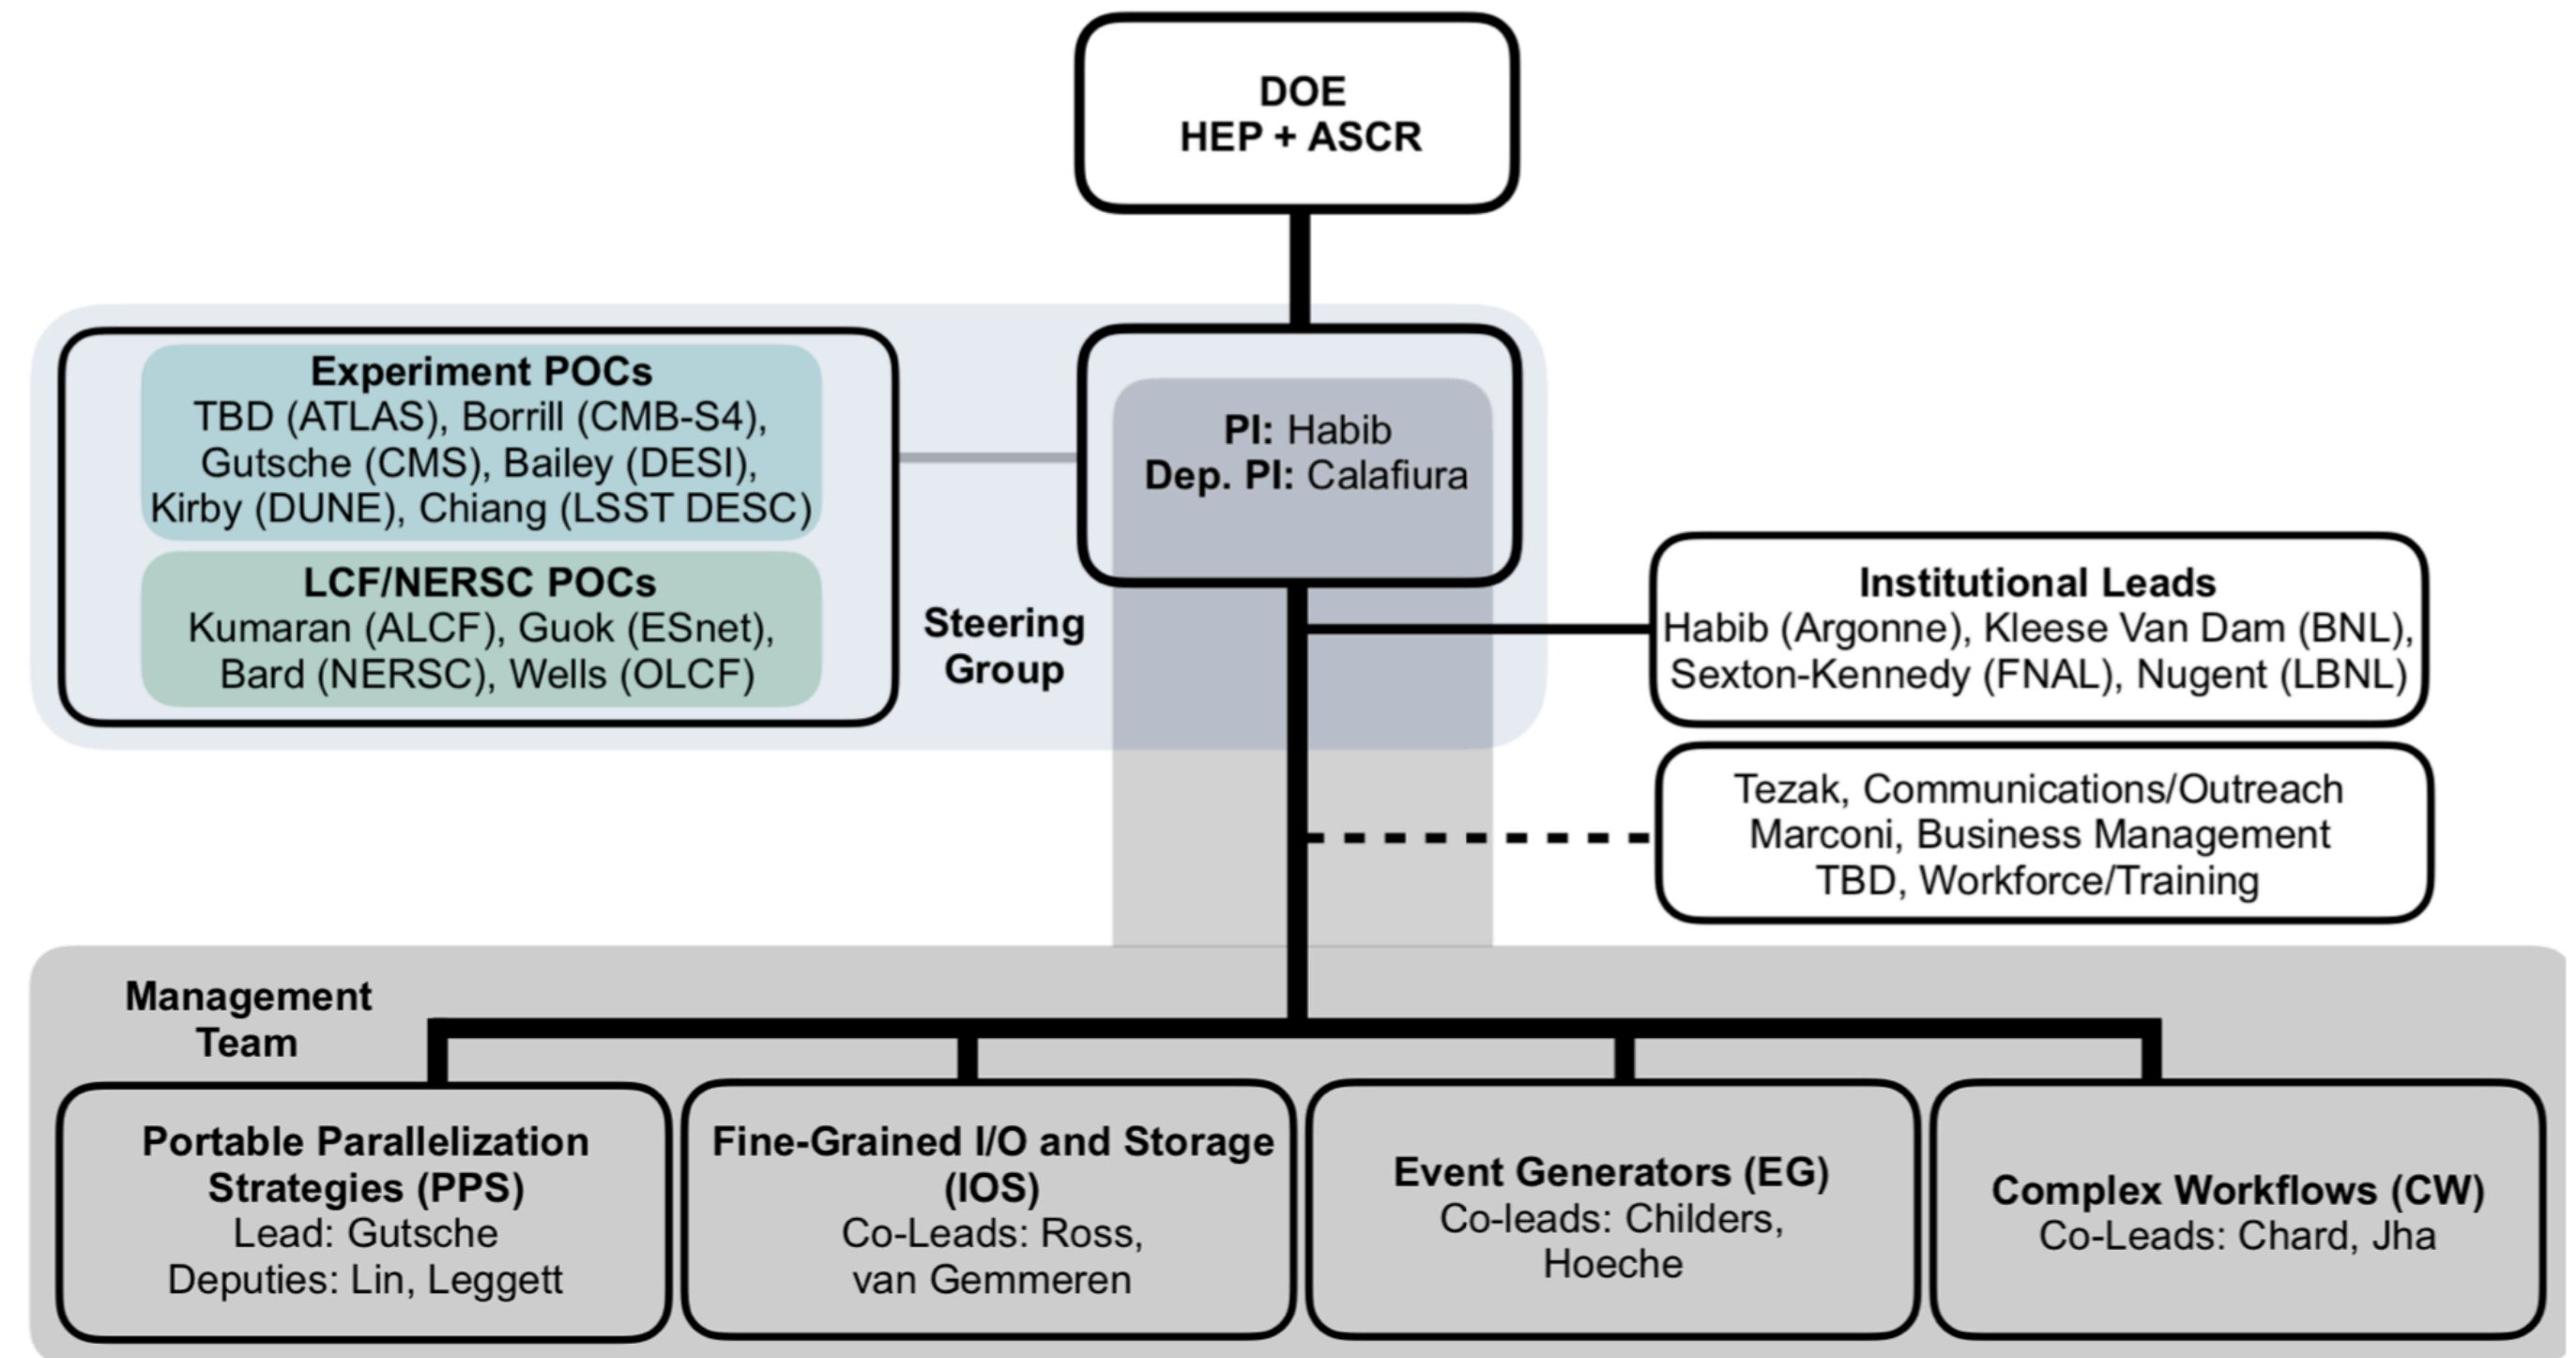 DOE
HEP + ASCR
Experiment POCs
TBD (ATLAS), Borrill (CMB-S4),
Gutsche (CMS), Bailey (DESI),
Kirby (DUNE), Chiang (LSST DESC)
LCF/NERSC POCs
Kumaran (ALCF), Guok (ESnet),
Bard (NERSC), Wells (OLCF)
Steering
Group
PI: Habib
Dep. PI: Calafiura
Institutional Leads
Habib (Argonne), Kleese Van Dam (BNL),
Sexton-Kennedy (FNAL), Nugent (LBNL)
Tezak, Communications/Outreach
Marconi, Business Management
TBD, Workforce/Training
Management
Team
Portable Parallelization
Strategies (PPS)
Lead: Gutsche
Deputies: Lin, Leggett
Fine-Grained I/O and Storage
(IOS)
Co-Leads: Ross,
van Gemmeren
Event Generators (EG)
Co-leads: Childers,
Hoeche
Complex Workflows (CW)
Co-Leads: Chard, Jha